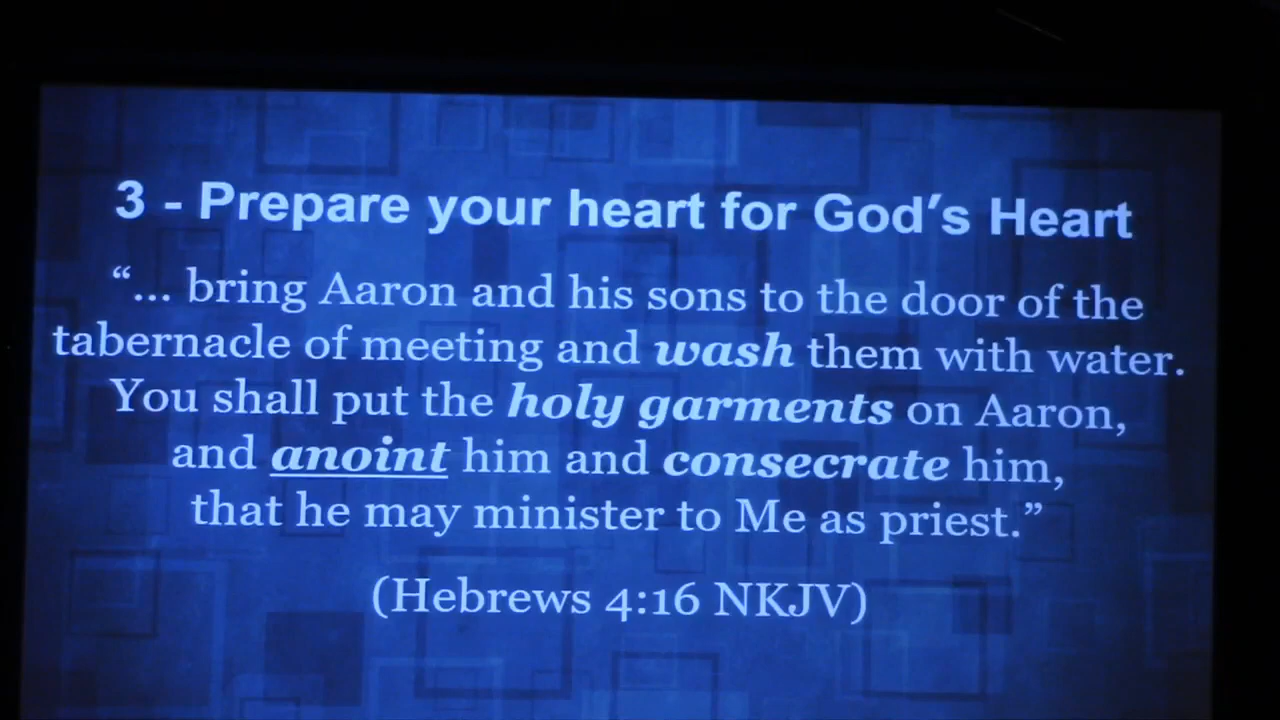 3 - Prepare your heart for God's Heart
“... bring Aaron and his sons to the door of the
tabernacle of meeting and wash them with water.
You shall put the holy garments on Aaron,
and anoint him and consecrate him,
that he may minister to Me as priest.”
(Hebrews 4:16 NKJV)